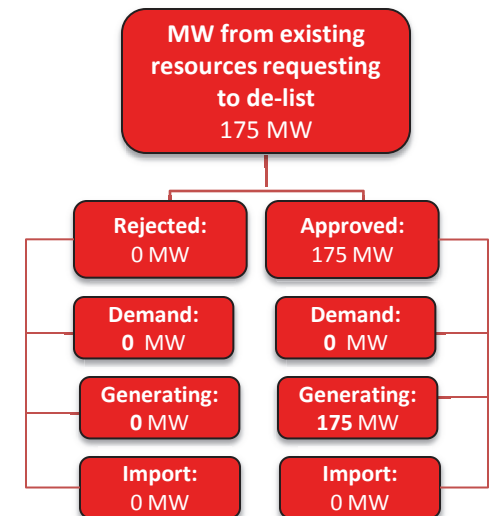 MW from existing
resources requesting
to de-list
175 MW
Rejected:
0 MW
Approved:
175 MW
Demand:
0 MW
Demand:
0 MW
Generating:
0 MW
Generating:
175 MW
Import:
0 MW
Import:
0 MW